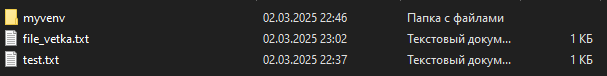 myvenv 02.03.2025 22:46 Папка с файлами
file_vetka.txt 02.03.2025 23:02 Текстовый докум... 1 КБ
test.txt 02.03.2025 22:37 Текстовый докум... 1 КБ